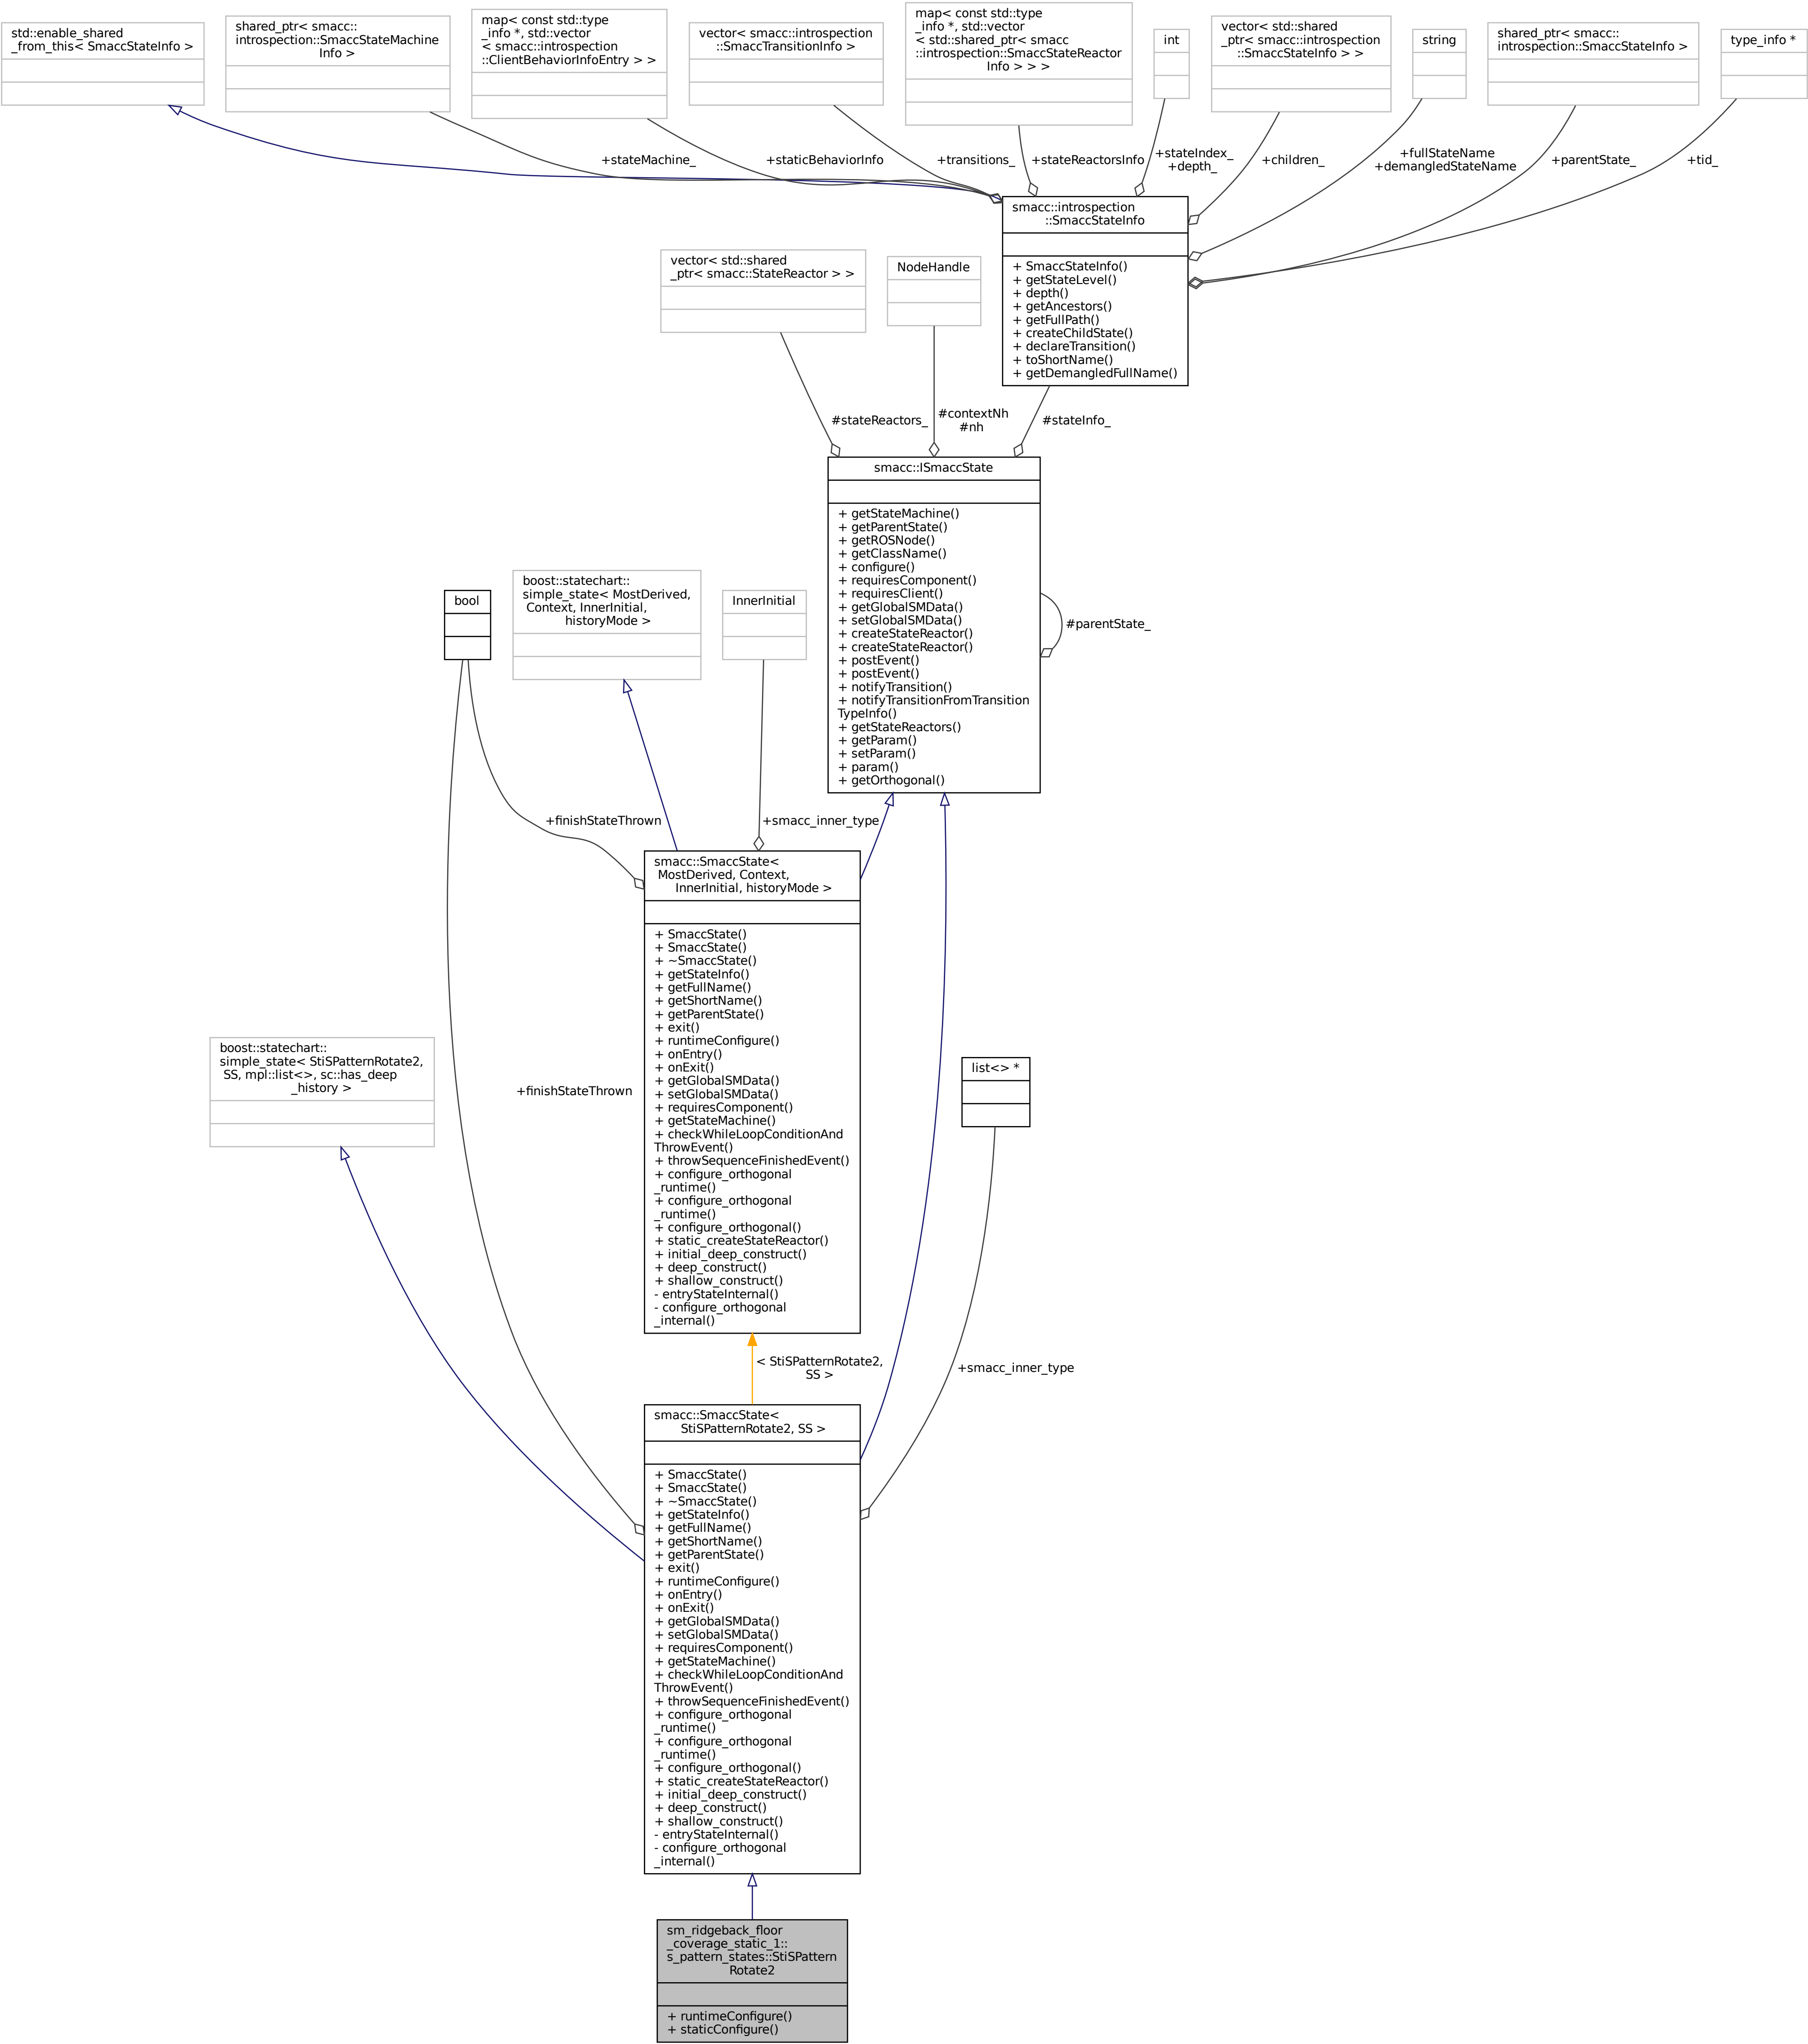 std::enable_shared
_from_this< SmaccStateInfo >
shared_ptr< smacc::
introspection::SmaccStateMachine
Info >
map< const std::type
_info *, std::vector
< smacc::introspection
::ClientBehaviorInfoEntry > >
vector< smacc::introspection
::SmaccTransitionInfo >
map< const std::type
_info *, std::vector
< std::shared_ptr< smacc
::introspection::SmaccStateReactor
Info > > >
int
vector< std::shared
_ptr< smacc::introspection
::SmaccStateInfo > >
string
shared_ptr< smacc::
introspection::SmaccStateInfo >
type_info *
+stateMachine_
+staticBehaviorInfo
+transitions_
+stateReactorsInfo
+stateIndex_
+depth_
+children_
+fullStateName
+demangledStateName
+parentState_
+tid_
smacc::introspection
::SmaccStateInfo
+ SmaccStateInfo()
+ getStateLevel()
+ depth()
+ getAncestors()
+ getFullPath()
+ createChildState()
+ declareTransition()
+ toShortName()
+ getDemangledFullName()
vector< std::shared
_ptr< smacc::StateReactor > >
NodeHandle
#stateReactors_
#contextNh
#nh
#stateInfo_
smacc::ISmaccState
+ getStateMachine()
+ getParentState()
+ getROSNode()
+ getClassName()
+ configure()
+ requiresComponent()
+ requiresClient()
+ getGlobalSMData()
+ setGlobalSMData()
+ createStateReactor()
+ createStateReactor()
+ postEvent()
+ postEvent()
+ notifyTransition()
+ notifyTransitionFromTransition
TypeInfo()
+ getStateReactors()
+ getParam()
+ setParam()
+ param()
+ getOrthogonal()
#parentState_
bool
boost::statechart::
simple_state< MostDerived,
Context, InnerInitial,
historyMode >
InnerInitial
+finishStateThrown
+smacc_inner_type
smacc::SmaccState<
MostDerived, Context,
InnerInitial, historyMode >
+ SmaccState()
+ SmaccState()
+ ~SmaccState()
+ getStateInfo()
+ getFullName()
+ getShortName()
+ getParentState()
+ exit()
+ runtimeConfigure()
+ onEntry()
+ onExit()
+ getGlobalSMData()
+ setGlobalSMData()
+ requiresComponent()
+ getStateMachine()
+ checkWhileLoopConditionAnd
ThrowEvent()
+ throwSequenceFinishedEvent()
+ configure_orthogonal
_runtime()
+ configure_orthogonal
_runtime()
+ configure_orthogonal()
+ static_createStateReactor()
+ initial_deep_construct()
+ deep_construct()
+ shallow_construct()
- entryStateInternal()
- configure_orthogonal
_internal()
boost::statechart::
simple_state< StiSPatternRotate2,
SS, mpl::list<>, sc::has_deep
_history >
+finishStateThrown
list<> *
< StiSPatternRotate2,
SS >
+smacc_inner_type
smacc::SmaccState<
StiSPatternRotate2, SS >
+ SmaccState()
+ SmaccState()
+ ~SmaccState()
+ getStateInfo()
+ getFullName()
+ getShortName()
+ getParentState()
+ exit()
+ runtimeConfigure()
+ onEntry()
+ onExit()
+ getGlobalSMData()
+ setGlobalSMData()
+ requiresComponent()
+ getStateMachine()
+ checkWhileLoopConditionAnd
ThrowEvent()
+ throwSequenceFinishedEvent()
+ configure_orthogonal
_runtime()
+ configure_orthogonal
_runtime()
+ configure_orthogonal()
+ static_createStateReactor()
+ initial_deep_construct()
+ deep_construct()
+ shallow_construct()
- entryStateInternal()
- configure_orthogonal
_internal()
sm_ridgeback_floor
_coverage_static_1::
s_pattern_states::StiSPattern
Rotate2
+ runtimeConfigure()
+ staticConfigure()